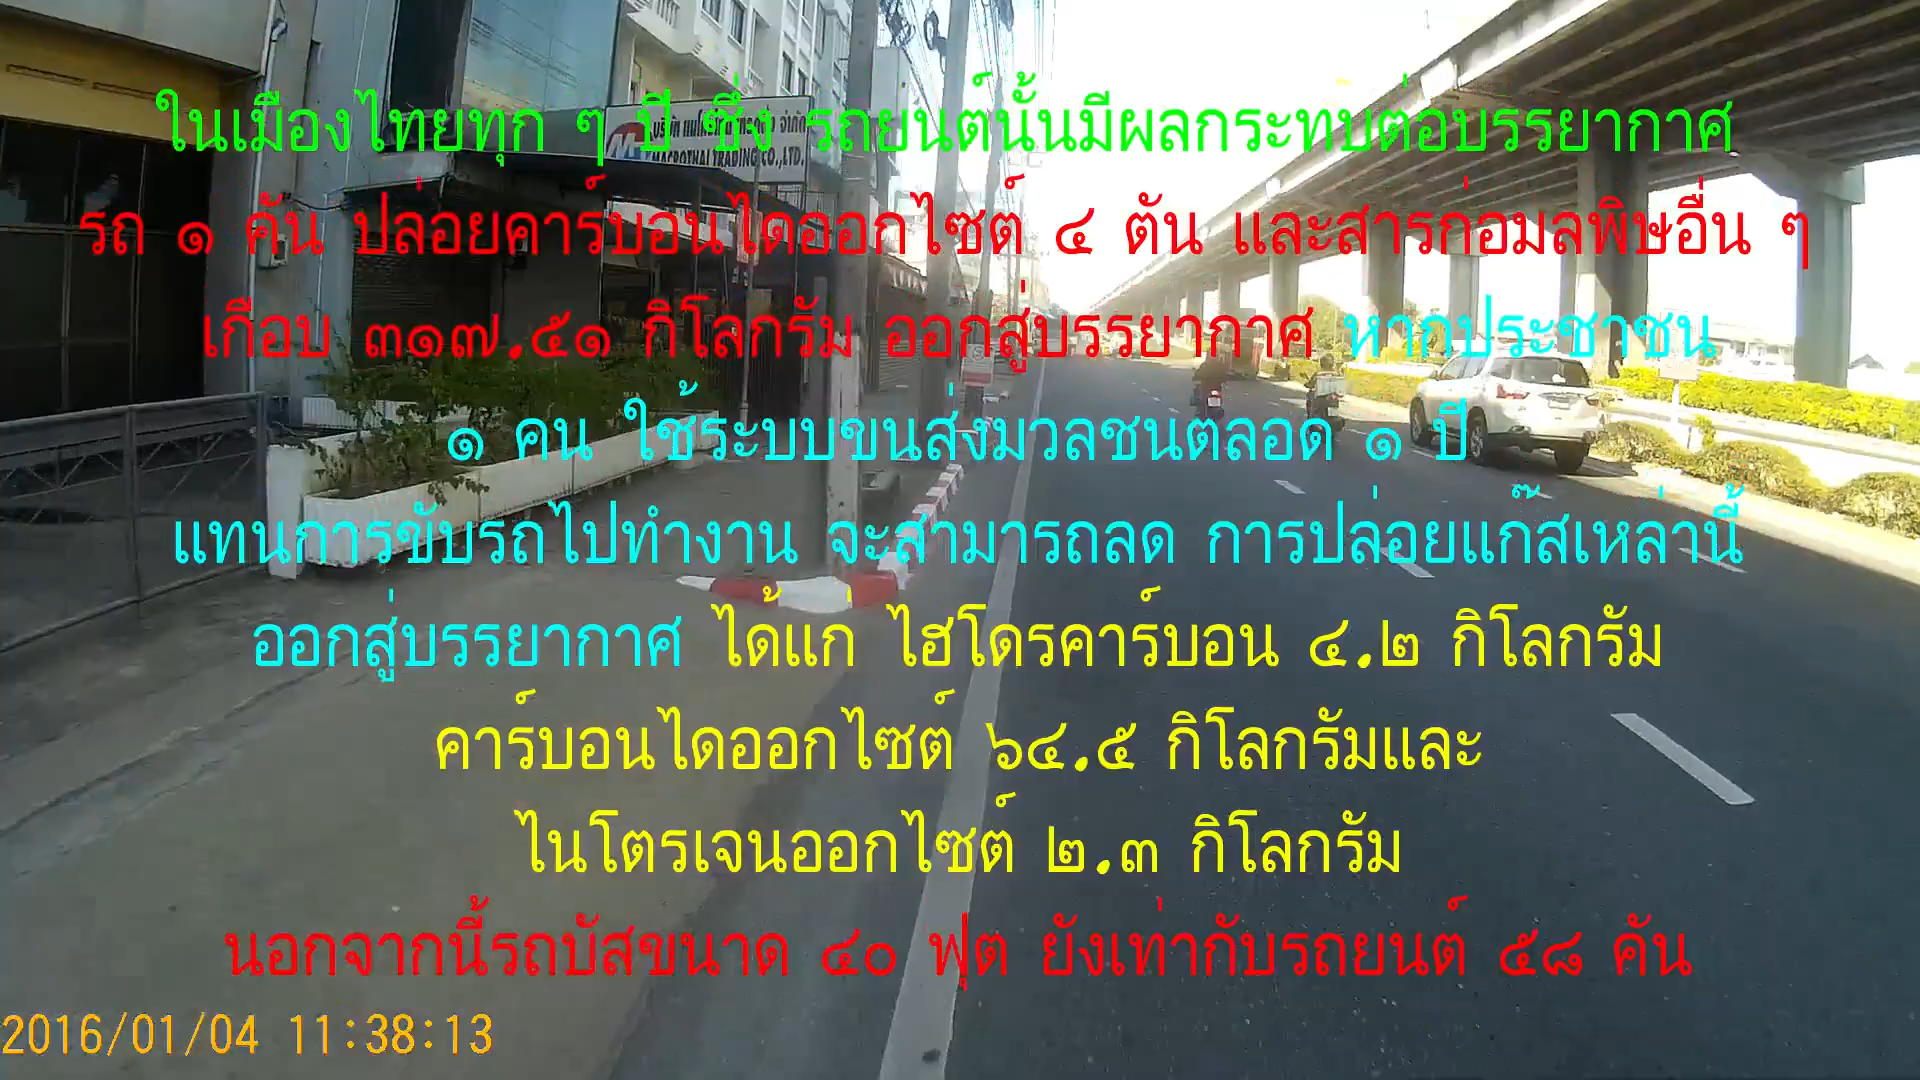 ในเมืองไทยทุก ๆ ปี ซึ่ง รถยนต์นั้นมีผลกระทบต่อบรรยากาศ
MACROTHAI TRADING CO.,LTD.
รถ ๑ คัน ปล่อยคาร์บอนไดออกไซต์ ๔ ตัน และสารก่อมลพิษอื่น ๆ
เกือบ ๓๑๗.๕๑ กิโลกรัม ออกสู่บรรยากาศ หากประชาชน
๑ คน ใช้ระบบขนส่งมวลชนตลอด ๑ ปี
แทนการขับรถไปทำงาน จะสามารถลด การปล่อยแก๊สเหล่านี้
ออกสู่บรรยากาศ ได้แก่ ไฮโดรคาร์บอน ๔.๒ กิโลกรัม
คาร์บอนไดออกไซต์ ๖๔.๕ กิโลกรัมและ
ไนโตรเจนออกไซต์ ๒.๓ กิโลกรัม
นอกจากนี้รถบัสขนาด ๔๐ ฟุต ยังเท่ากับรถยนต์ ๕๘ คัน
2016/01/04 11:38:13